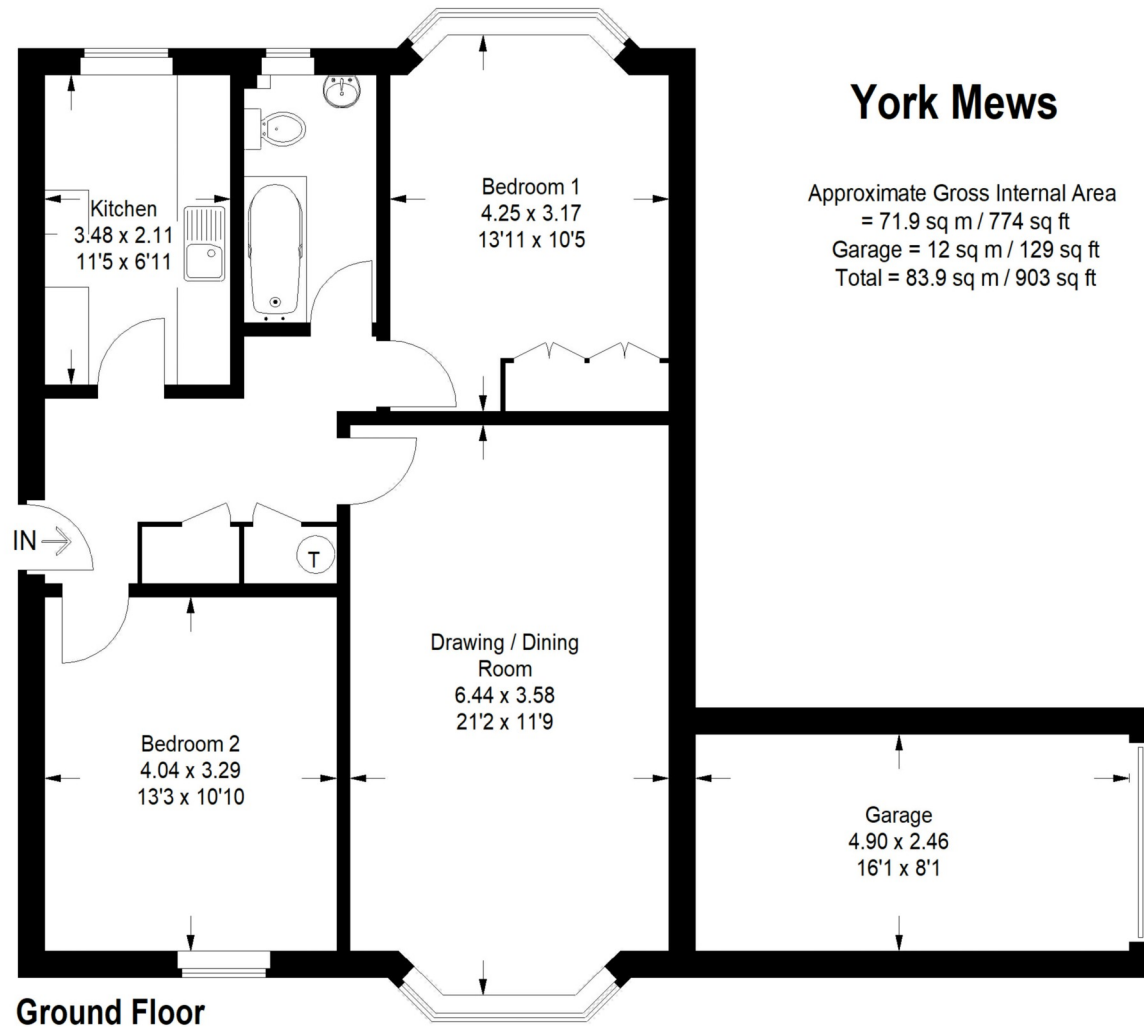 York Mews
Approximate Gross Internal Area
= 71.9 sq m / 774 sq ft
Garage = 12 sq m / 129 sq ft
Total = 83.9 sq m / 903 sq ft
Kitchen
3.48 x 2.11
11'5 x 6'11
Bedroom 1
4.25 x 3.17
13'11 x 10'5
IN
T
Drawing / Dining
Room
6.44 x 3.58
21'2 x 11'9
Bedroom 2
4.04 x 3.29
13'3 x 10'10
Garage
4.90 x 2.46
16'1 x 8'1
Ground Floor